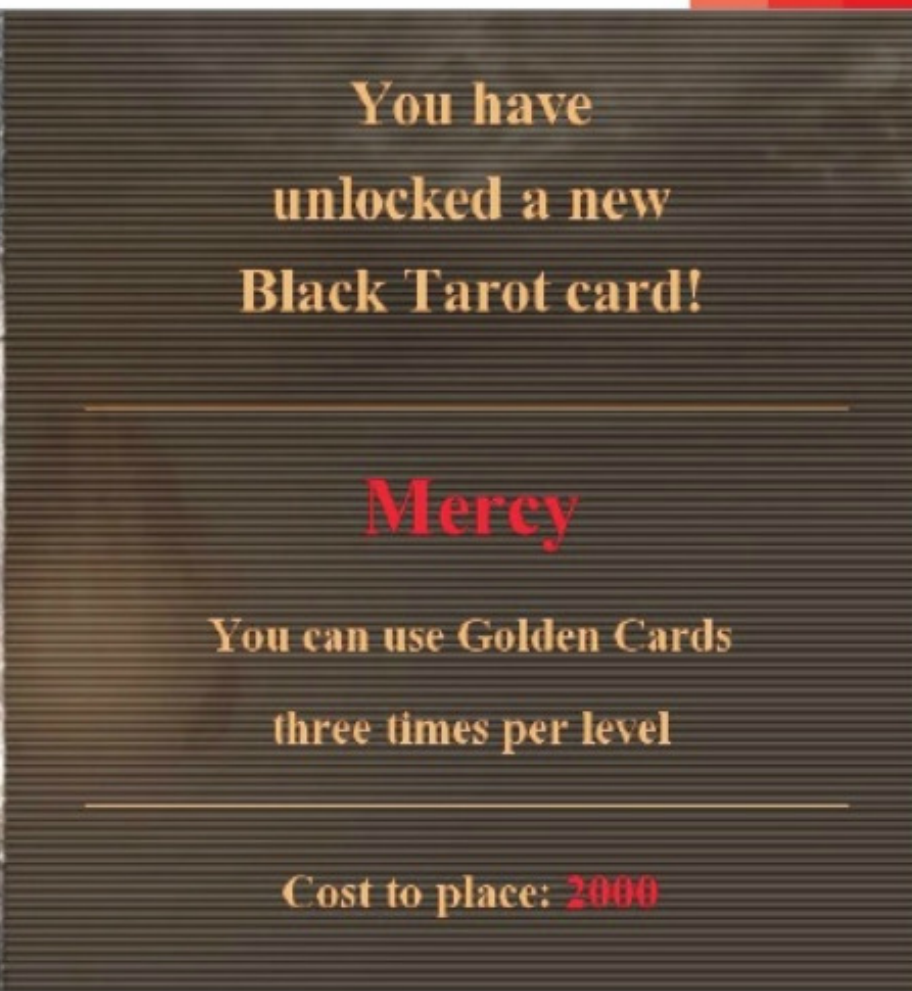 You have
unlocked a new
Black Tarot card!
Mercy
You can use Golden Cards
three times per level
Cost to place: 2000